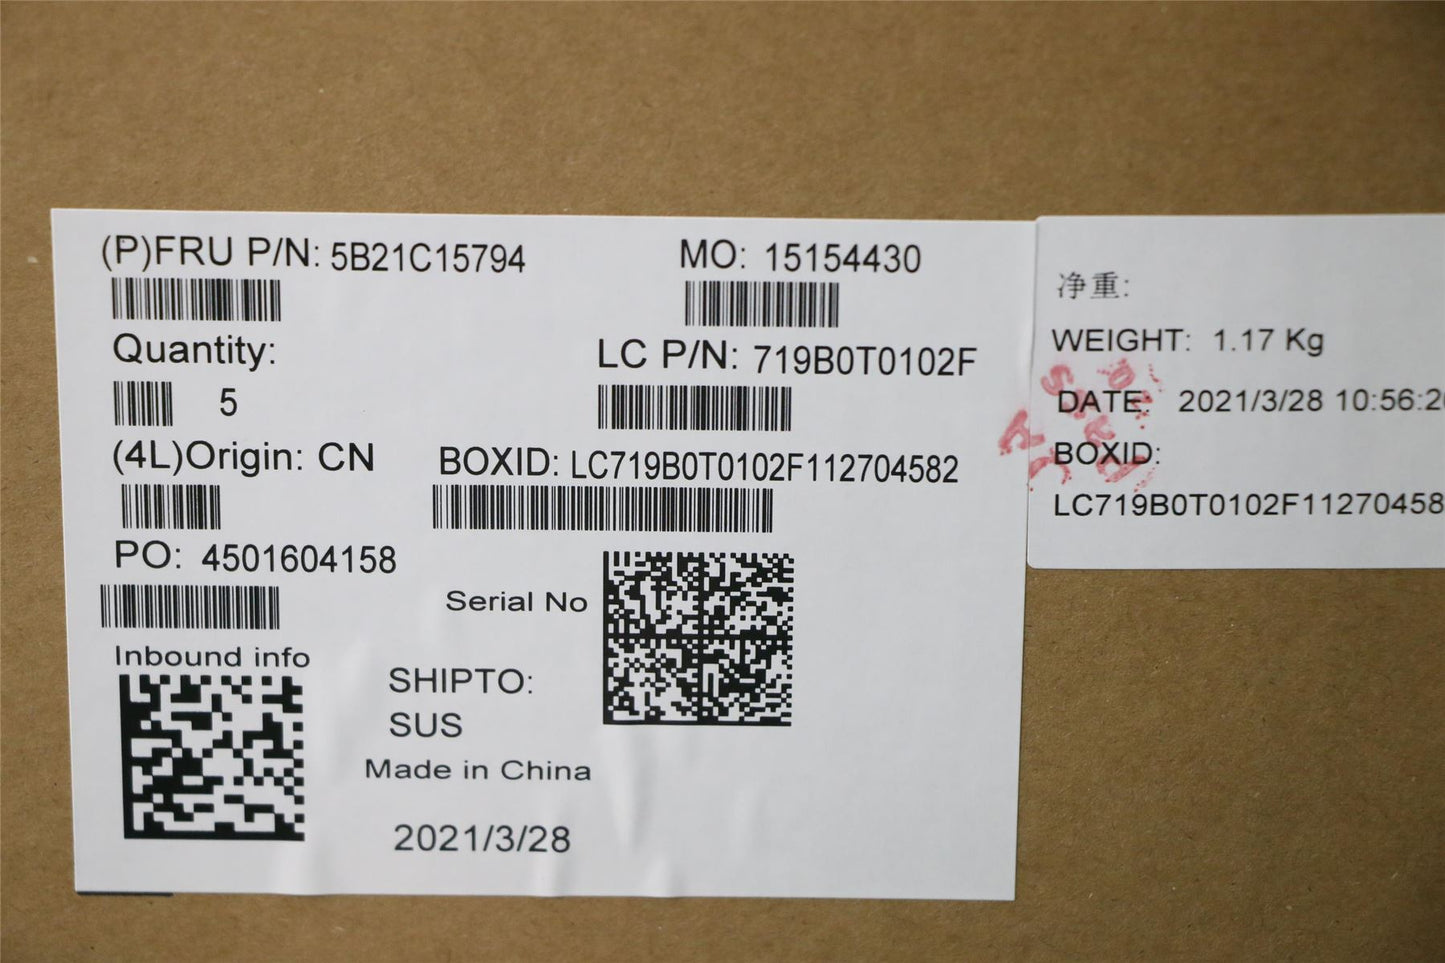 (P)FRU P/N: 5B21C15794
MO: 15154430
Quantity:
5
LC P/N: 719B0T0102F
(4L)Origin: CN
BOXID: LC719B0T0102F112704582
PO: 4501604158
Serial No
Inbound info
SHIPTO:
SUS
Made in China
2021/3/28
净重:
WEIGHT: 1.17 Kg
DATE: 2021/3/28 10:56:2
BOXID:
LC719B0T0102F11270458